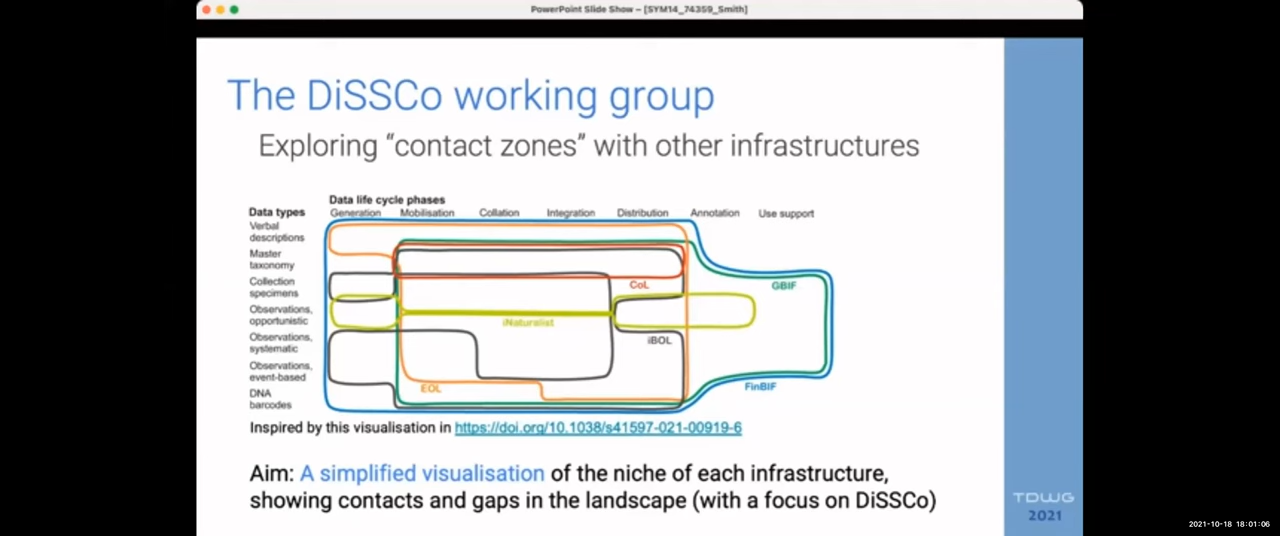 PowerPoint Slide Show – [SYM14_74359_Smith]
The DiSSCo working group
Exploring “contact zones” with other infrastructures
Data life cycle phases
Data types
Generation Mobilisation Collation Integration Distribution Annotation Use support
Verbal
descriptions
Master
taxonomy
Collection
specimens
CoL
GBIF
Observations,
opportunistic
iNaturalist
Observations,
systematic
iBOL
Observations,
event-based
EOL
FinBIF
DNA
barcodes
Inspired by this visualisation in https://doi.org/10.1038/s41597-021-00919-6
Aim: A simplified visualisation of the niche of each infrastructure,
showing contacts and gaps in the landscape (with a focus on DiSSCo)
TDWG
2021
2021-10-18 18:01:06